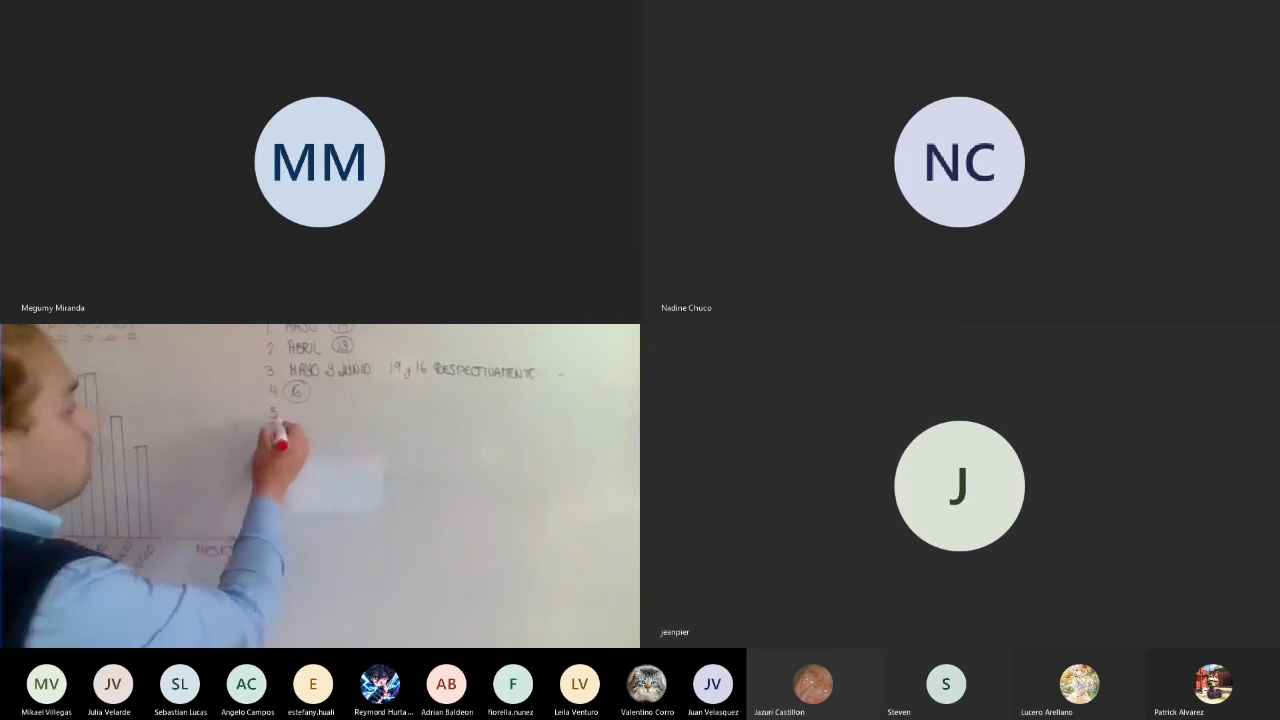 MM
NC
Megumy Miranda
Nadine Chuco
1. MAYO 19
2 ABRIL 13
3 MAYO Y JUNIO 19 y 16 RESPECTIVAMENTE
4 16
5
J
jeanpier
MV
JV
SL
AC
E
AB
F
LV
JV
S
Mikael Villegas
Julia Velarde
Sebastian Lucas
Angelo Campos
estefany.huali
Reymond Hurta...
Adrian Baldeon
fiorella.nunez
Leila Venturo
Valentino Corro
Juan Velasquez
Jazuri Castillon
Steven
Lucero Arellano
Patrick Alvarez